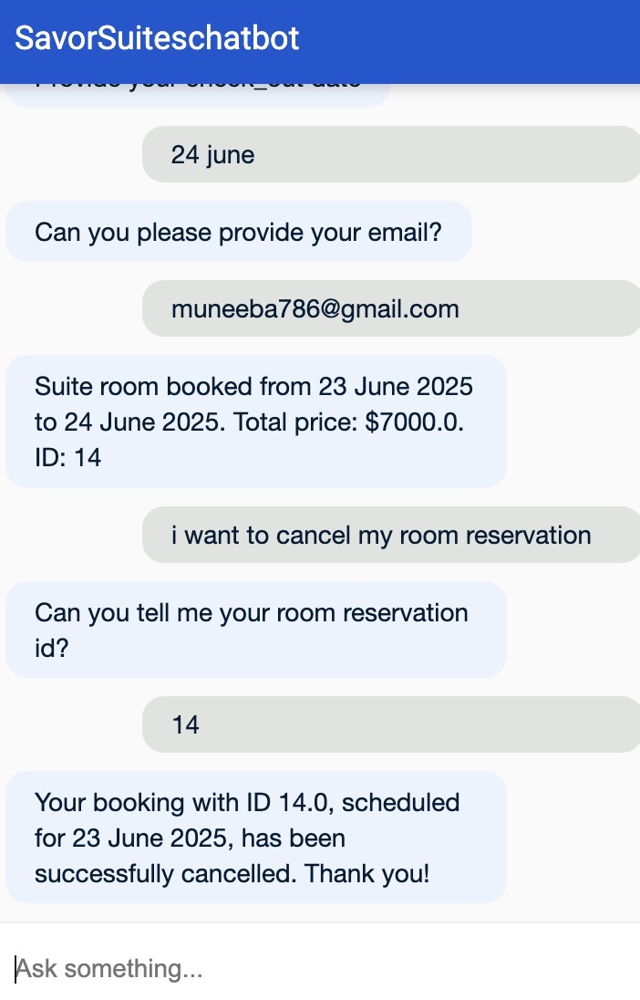 SavorSuiteschatbot
Provide your check_out date
24 june
Can you please provide your email?
muneeba786@gmail.com
Suite room booked from 23 June 2025
to 24 June 2025. Total price: $7000.0.
ID: 14
i want to cancel my room reservation
Can you tell me your room reservation
id?
14
Your booking with ID 14.0, scheduled
for 23 June 2025, has been
successfully cancelled. Thank you!
Ask something...